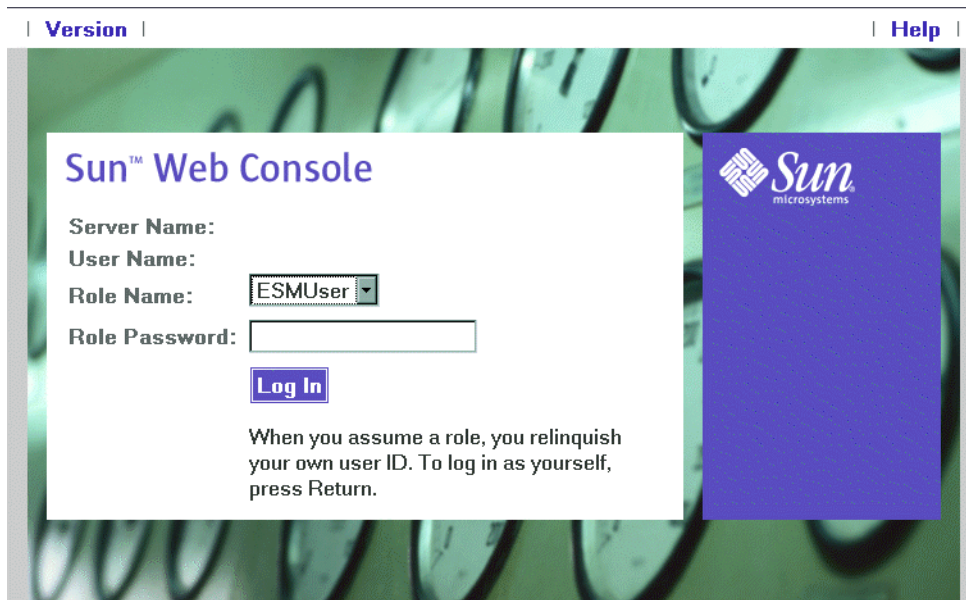 | Version |
| Help |
Sun™ Web Console
Sun
microsystems
Server Name:
User Name:
Role Name: ESMUser
Role Password:
Log In
When you assume a role, you relinquish
your own user ID. To log in as yourself,
press Return.